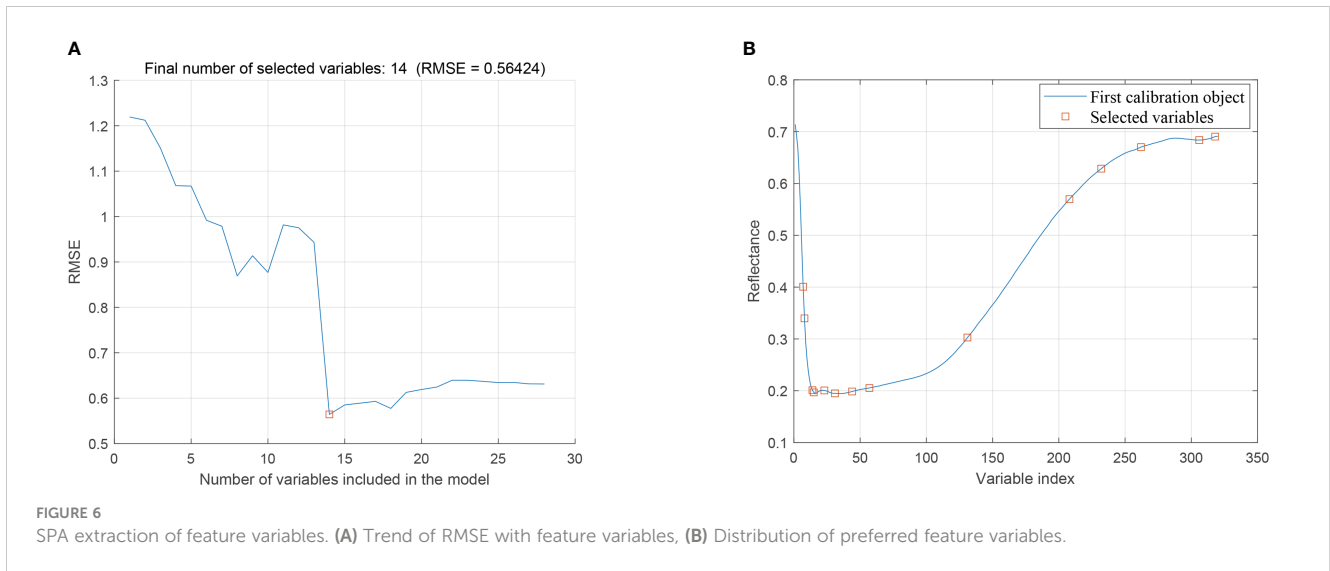 A
Final number of selected variables: 14 (RMSE = 0.56424)
1.3
1.2
1.1
1
0.9
0.8
0.7
0.6
0.5
RMSE
0 5 10 15 20 25 30
Number of variables included in the model
B
First calibration object
Selected variables
0.8
0.7
0.6
0.5
0.4
0.3
0.2
0.1
Reflectance
0 50 100 150 200 250 300 350
Variable index
FIGURE 6
SPA extraction of feature variables. (A) Trend of RMSE with feature variables, (B) Distribution of preferred feature variables.